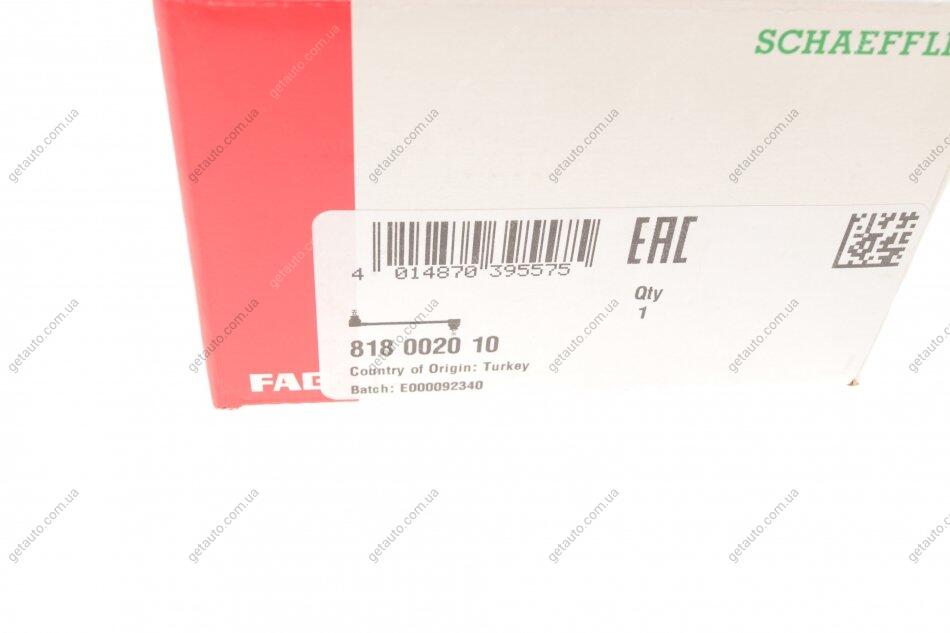 SCHAEFFL
4 014870 395575
EAC
Qty
1
818 0020 10
Country of Origin: Turkey
Batch: E000092340
FAG
getauto.com.ua